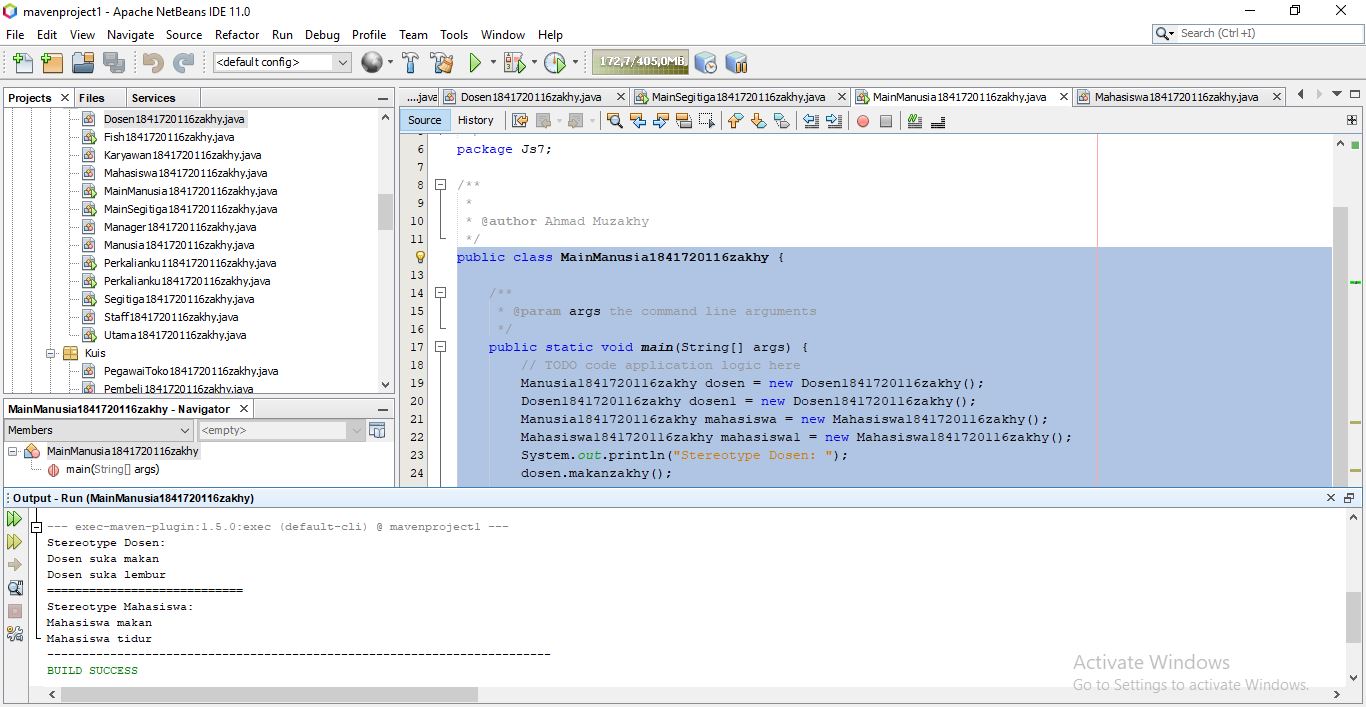 mavenproject1 - Apache NetBeans IDE 11.0
File Edit View Navigate Source Refactor Run Debug Profile Team Tools Window Help
Search (Ctrl+I)
<default config>
172,7/405,0MB
Projects Files Services
Dosen1841720116zakhy.java
Fish1841720116zakhy.java
Karyawan1841720116zakhy.java
Mahasiswa1841720116zakhy.java
MainManusia1841720116zakhy.java
MainSegitiga1841720116zakhy.java
Manager1841720116zakhy.java
Manusia1841720116zakhy.java
Perkalianku11841720116zakhy.java
Perkalianku1841720116zakhy.java
Segitiga1841720116zakhy.java
Staff1841720116zakhy.java
Utama1841720116zakhy.java
Kuis
PegawaiToko1841720116zakhy.java
Pembeli1841720116zakhy.java
MainManusia1841720116zakhy - Navigator
Members <empty>
MainManusia1841720116zakhy
main(String[] args)
...java Dosen1841720116zakhy.java MainSegitiga1841720116zakhy.java MainManusia1841720116zakhy.java Mahasiswa1841720116zakhy.java
Source History
6 package Js7;
7
8 /**
9 *
10 * @author Ahmad Muzakhy
11 */
public class MainManusia1841720116zakhy {
13
14 /**
15 * @param args the command line arguments
16 */
17 public static void main(String[] args) {
18 // TODO code application logic here
19 Manusia1841720116zakhy dosen = new Dosen1841720116zakhy();
20 Dosen1841720116zakhy dosen1 = new Dosen1841720116zakhy();
21 Manusia1841720116zakhy mahasiswa = new Mahasiswa1841720116zakhy();
22 Mahasiswa1841720116zakhy mahasiswa1 = new Mahasiswa1841720116zakhy();
23 System.out.println("Stereotype Dosen: ");
24 dosen.makanzakhy();
Output - Run (MainManusia1841720116zakhy)
--- exec-maven-plugin:1.5.0:exec (default-cli) @ mavenproject1 ---
Stereotype Dosen:
Dosen suka makan
Dosen suka lembur
============================
Stereotype Mahasiswa:
Mahasiswa makan
Mahasiswa tidur
------------------------------------------------------------------------
BUILD SUCCESS
Activate Windows
Go to Settings to activate Windows.